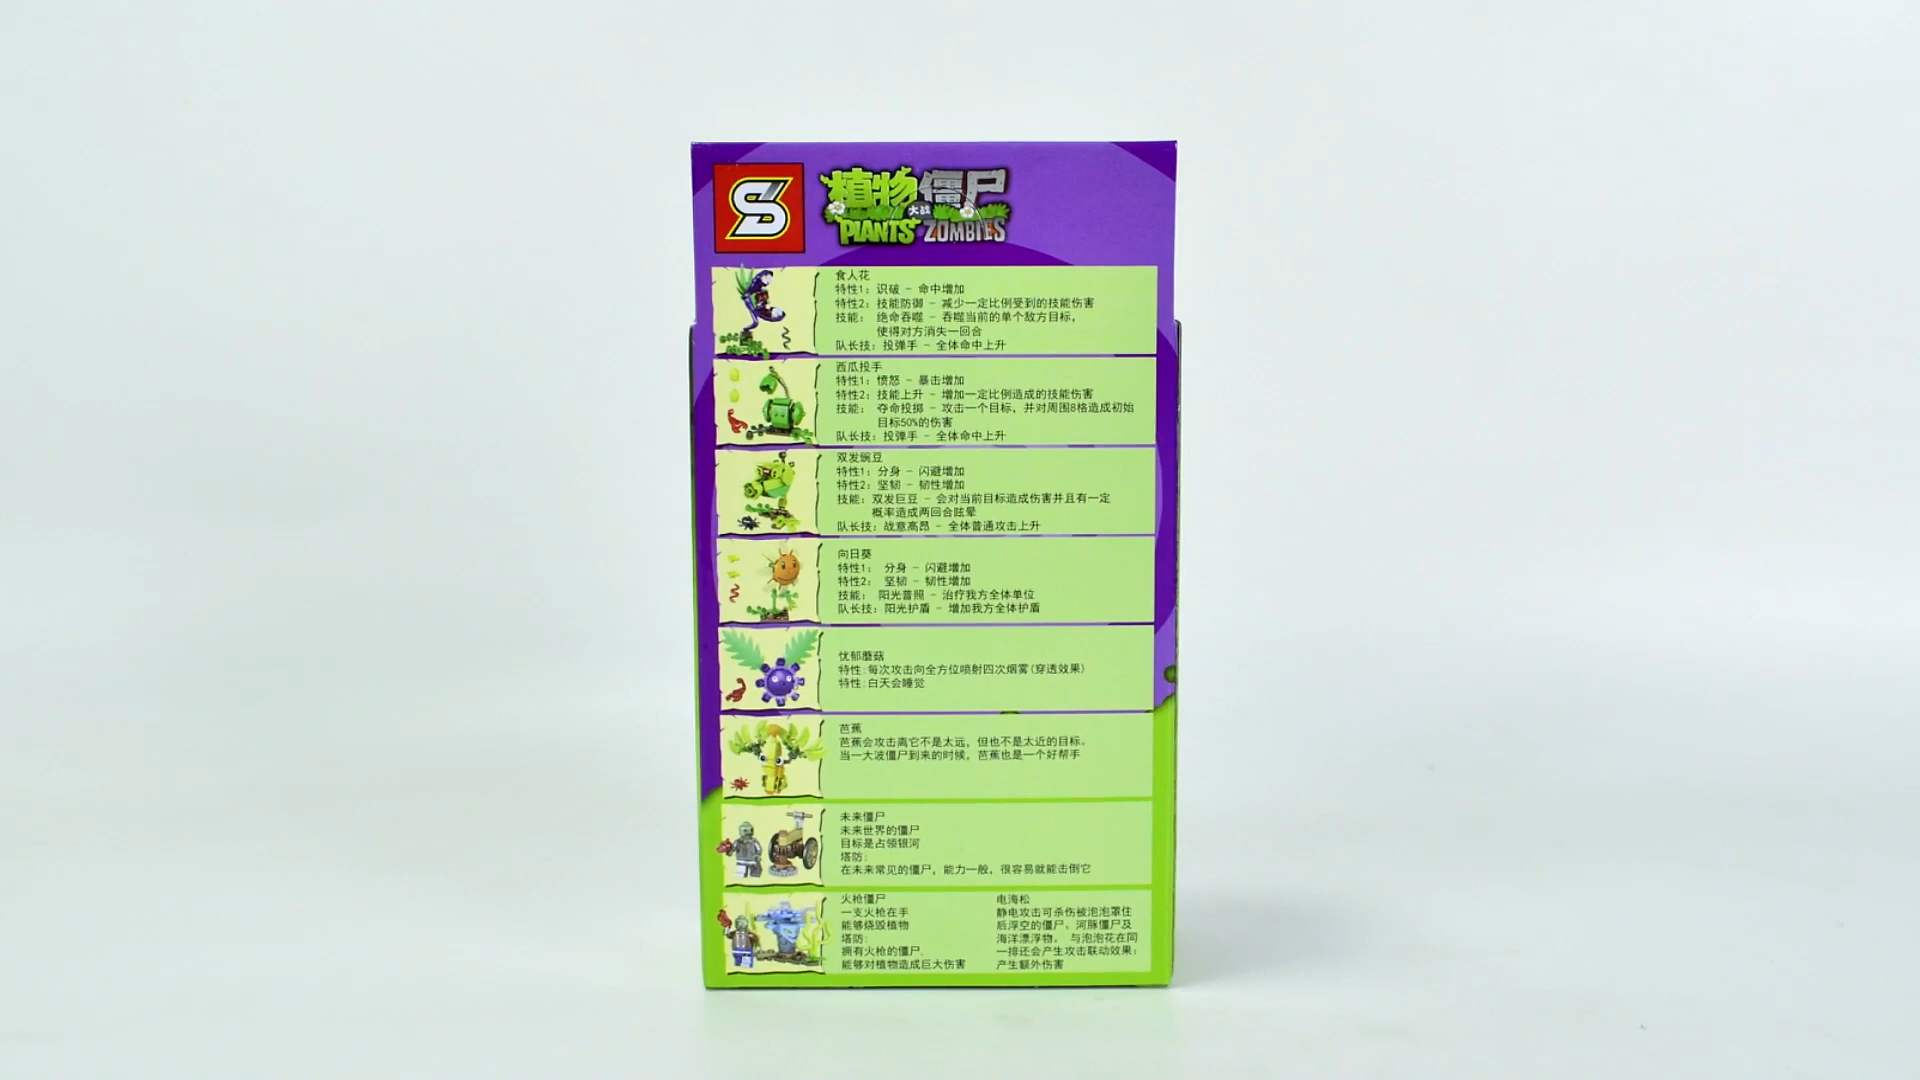 S
植物大战僵尸
PLANTS ZOMBIES
食人花
特性1: 识破 - 命中增加
特性2: 技能防御 - 减少一定比例受到的技能伤害
技能: 绝命吞噬 - 吞噬当前的单个敌方目标,
使得对方消失一回合
队长技: 投弹手 - 全体命中上升
西瓜投手
特性1: 愤怒 - 暴击增加
特性2: 技能上升 - 增加一定比例造成的技能伤害
技能: 夺命投掷 - 攻击一个目标, 并对周围8格造成初始
目标50%的伤害
队长技: 投弹手 - 全体命中上升
双发豌豆
特性1: 分身 - 闪避增加
特性2: 坚韧 - 韧性增加
技能: 双发巨豆 - 会对当前目标造成伤害并且有一定
概率造成两回合眩晕
队长技: 战意高昂 - 全体普通攻击上升
向日葵
特性1: 分身 - 闪避增加
特性2: 坚韧 - 韧性增加
技能: 阳光普照 - 治疗我方全体单位
队长技: 阳光护盾 - 增加我方全体护盾
忧郁蘑菇
特性:每次攻击向全方位喷射四次烟雾(穿透效果)
特性:白天会睡觉
芭蕉
芭蕉会攻击离它不是太远, 但也不是太近的目标。
当一大波僵尸到来的时候, 芭蕉也是一个好帮手
未来僵尸
未来世界的僵尸
目标是占领银河
塔防:
在未来常见的僵尸, 能力一般, 很容易就能击倒它
火枪僵尸
一支火枪在手
能够烧毁植物
塔防:
拥有火枪的僵尸,
能够对植物造成巨大伤害
电海松
静电攻击可杀伤被泡泡罩住
后浮空的僵尸、河豚僵尸及
海洋漂浮物。 与泡泡花在同
一排还会产生攻击联动效果:
产生额外伤害